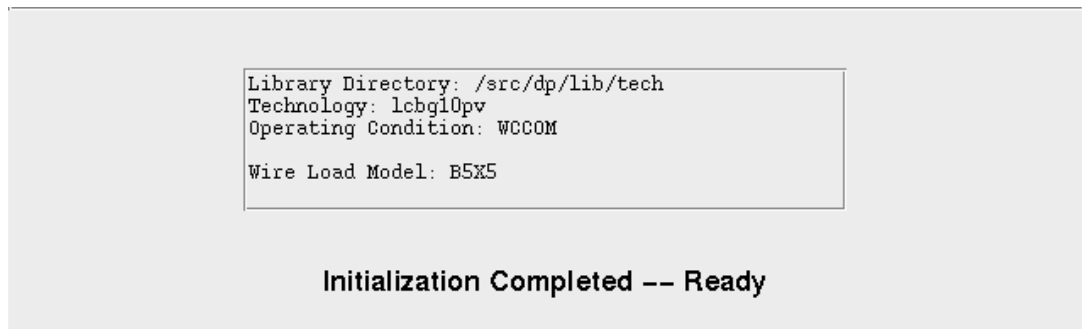 Library Directory: /src/dp/lib/tech
Technology: lcbg10pv
Operating Condition: WCCOM
Wire Load Model: B5X5
Initialization Completed -- Ready